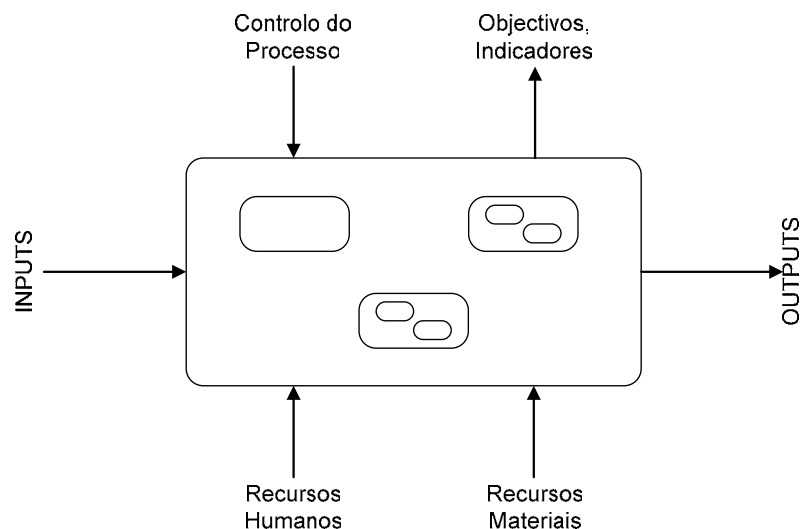 Controlo do
Processo
Objectivos,
Indicadores
INPUTS
OUTPUTS
Recursos
Humanos
Recursos
Materiais